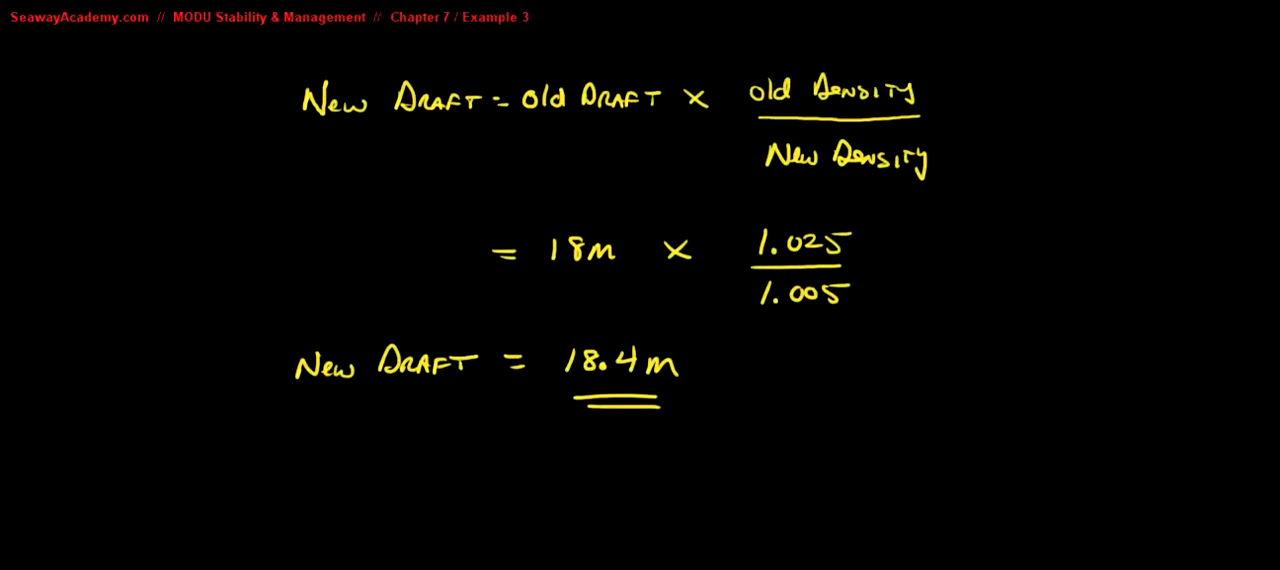 SeawayAcademy.com // MODU Stability & Management // Chapter 7 / Example 3
New DRAFT = old DRAFT × old DENSITY
New DENSITY
= 18m × 1.025
1.005
New DRAFT = 18.4m